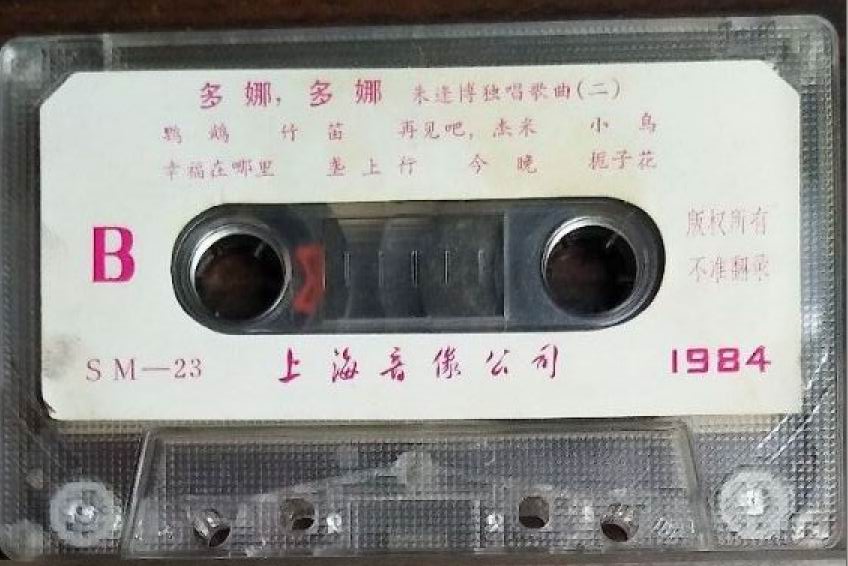 多娜，多娜 朱逢博独唱歌曲(二)
鹦鹉 竹笛 再见吧，杰米 小鸟
幸福在哪里 垄上行 今晚 栀子花
B
版权所有
不准翻录
SM—23 上海音像公司 1984